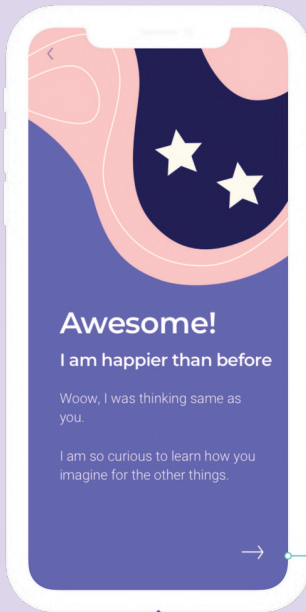 Awesome!
I am happier than before
Woow, I was thinking same as
you.
I am so curious to learn how you
imagine for the other things.